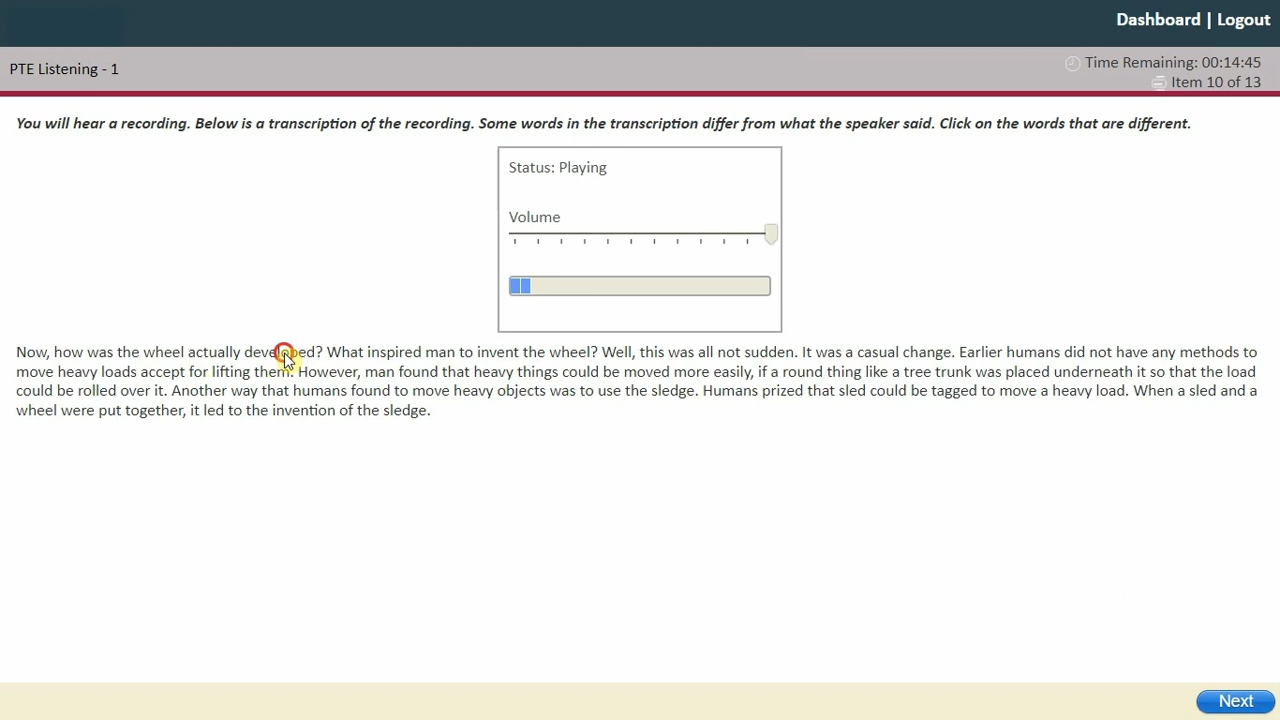 Dashboard | Logout
PTE Listening - 1
Time Remaining: 00:14:45
Item 10 of 13
You will hear a recording. Below is a transcription of the recording. Some words in the transcription differ from what the speaker said. Click on the words that are different.
Status: Playing
Volume
Now, how was the wheel actually developed? What inspired man to invent the wheel? Well, this was all not sudden. It was a casual change. Earlier humans did not have any methods to
move heavy loads accept for lifting them. However, man found that heavy things could be moved more easily, if a round thing like a tree trunk was placed underneath it so that the load
could be rolled over it. Another way that humans found to move heavy objects was to use the sledge. Humans prized that sled could be tagged to move a heavy load. When a sled and a
wheel were put together, it led to the invention of the sledge.
Next